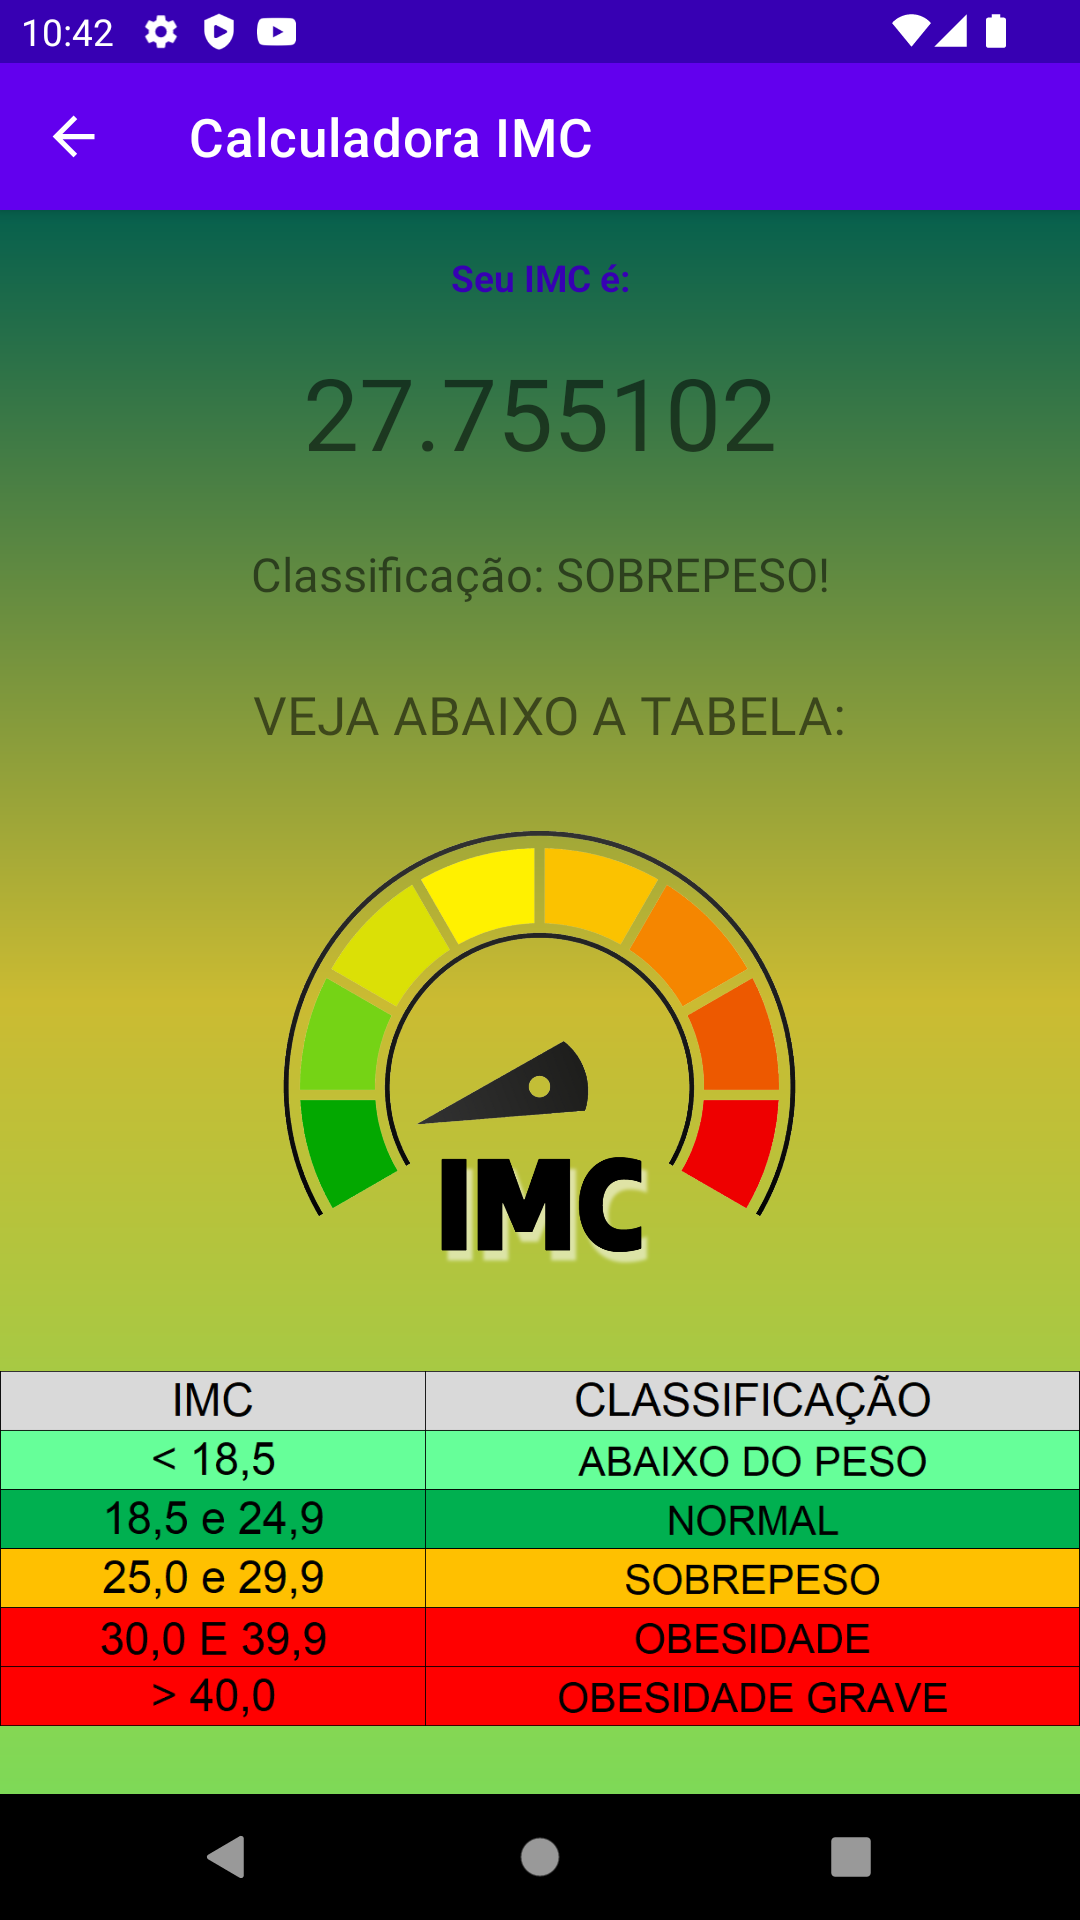 10:42
Calculadora IMC
Seu IMC é:
27.755102
Classificação: SOBREPESO!
VEJA ABAIXO A TABELA:
IMC
IMC CLASSIFICAÇÃO
< 18,5 ABAIXO DO PESO
18,5 e 24,9 NORMAL
25,0 e 29,9 SOBREPESO
30,0 E 39,9 OBESIDADE
> 40,0 OBESIDADE GRAVE